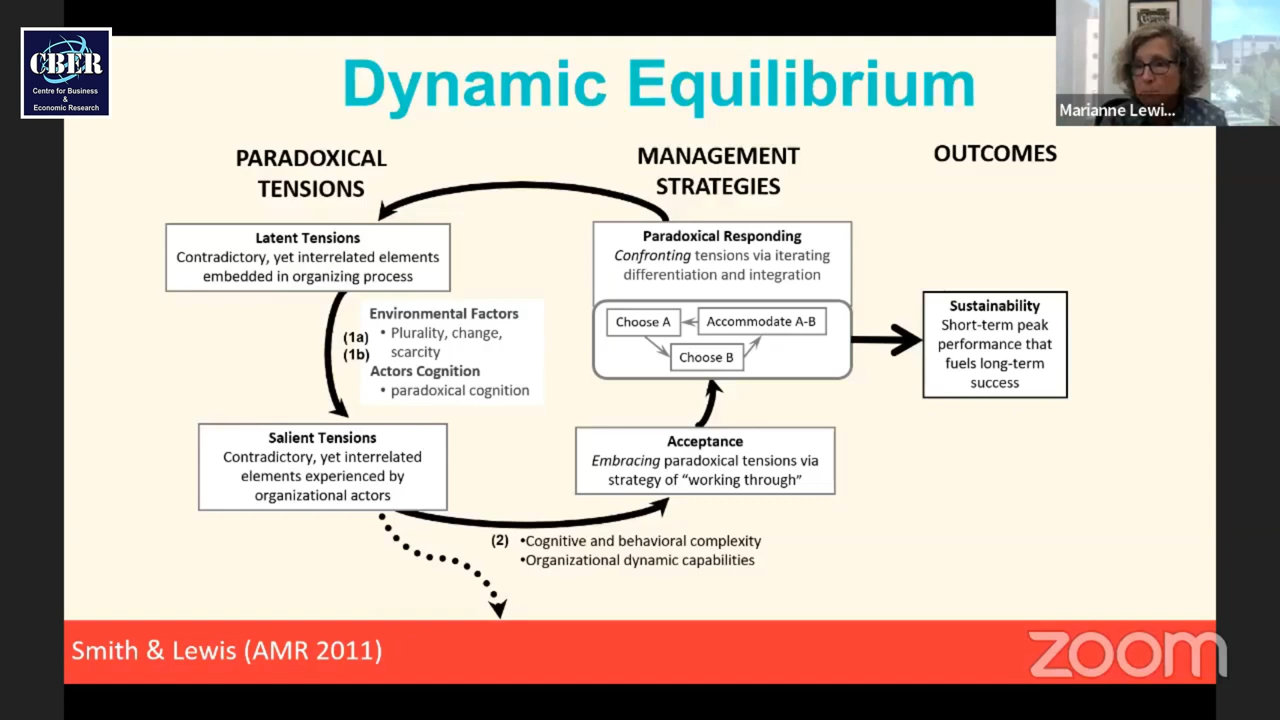 CBER
Centre for Business
&
Economic Research
Dynamic Equilibrium
Marianne Lewi...
PARADOXICAL
TENSIONS
MANAGEMENT
STRATEGIES
OUTCOMES
Latent Tensions
Contradictory, yet interrelated elements
embedded in organizing process
(1a)
(1b)
Environmental Factors
• Plurality, change,
scarcity
Actors Cognition
• paradoxical cognition
Salient Tensions
Contradictory, yet interrelated
elements experienced by
organizational actors
Paradoxical Responding
Confronting tensions via iterating
differentiation and integration
Choose A
Accommodate A-B
Choose B
Acceptance
Embracing paradoxical tensions via
strategy of “working through”
(2) •Cognitive and behavioral complexity
•Organizational dynamic capabilities
Sustainability
Short-term peak
performance that
fuels long-term
success
Smith & Lewis (AMR 2011)
zoom